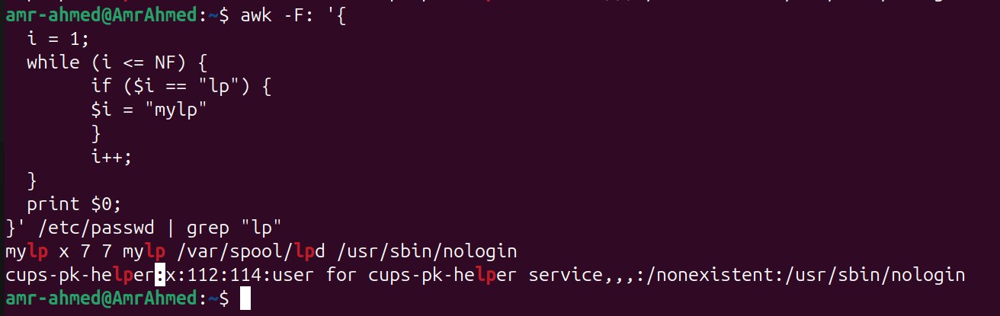 amr-ahmed@AmrAhmed:~$ awk -F: '{
  i = 1;
  while (i <= NF) {
        if ($i == "lp") {
        $i = "mylp"
        }
        i++;
  }
  print $0;
}' /etc/passwd | grep "lp"
mylp x 7 7 mylp /var/spool/lpd /usr/sbin/nologin
cups-pk-helper:x:112:114:user for cups-pk-helper service,,,:/nonexistent:/usr/sbin/nologin
amr-ahmed@AmrAhmed:~$